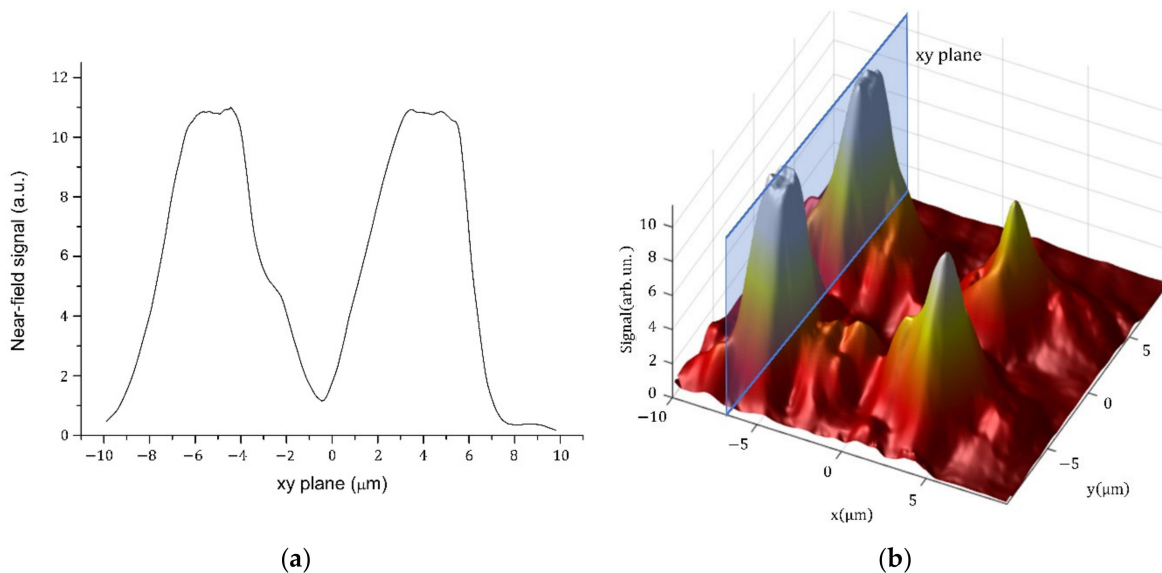 12
10
8
6
4
2
0
Near-field signal (a.u.)
−10 −8 −6 −4 −2 0 2 4 6 8 10
xy plane (μm)
(a)
(b)
xy plane
10
8
6
4
2
0
Signal(arb.un.)
−10
−5
0
5
x(μm)
−5
0
5
y(μm)